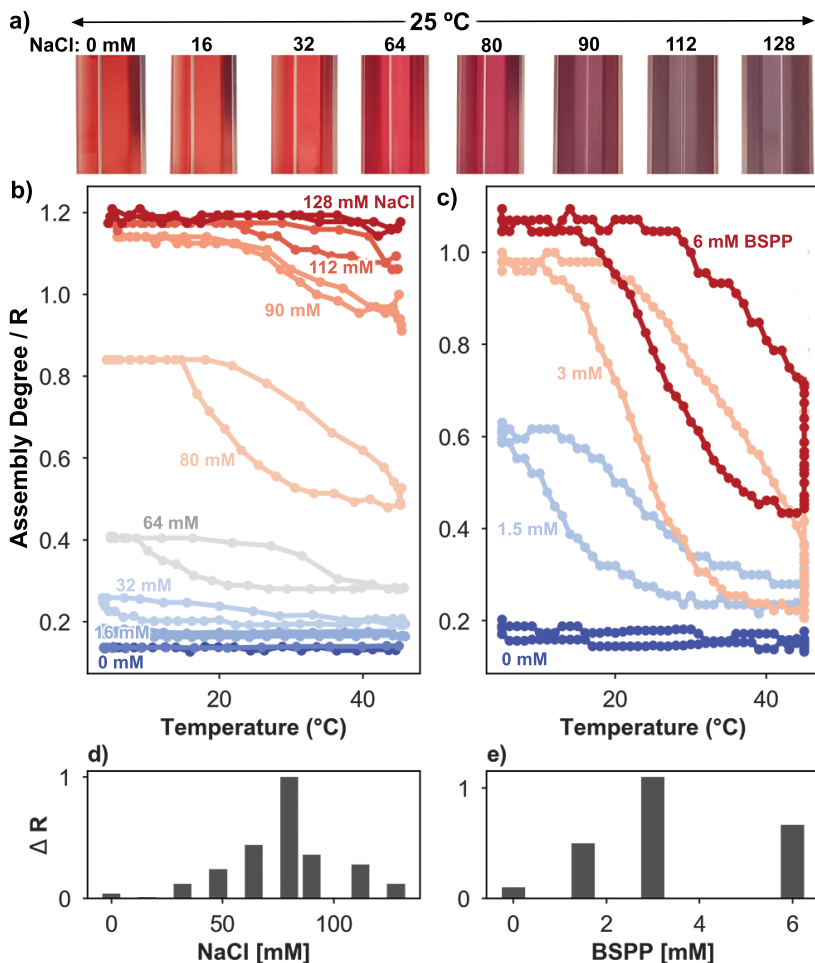 a)
25 ºC
NaCl: 0 mM 16 32 64 80 90 112 128
b)
Assembly Degree / R
1.2
1.0
0.8
0.6
0.4
0.2
128 mM NaCl
112 mM
90 mM
80 mM
64 mM
32 mM
16 mM
0 mM
20 40
Temperature (°C)
c)
1.0
0.8
0.6
0.4
0.2
6 mM BSPP
3 mM
1.5 mM
0 mM
20 40
Temperature (°C)
d)
Δ R
1
0
0 50 100
NaCl [mM]
e)
1
0
0 2 4 6
BSPP [mM]